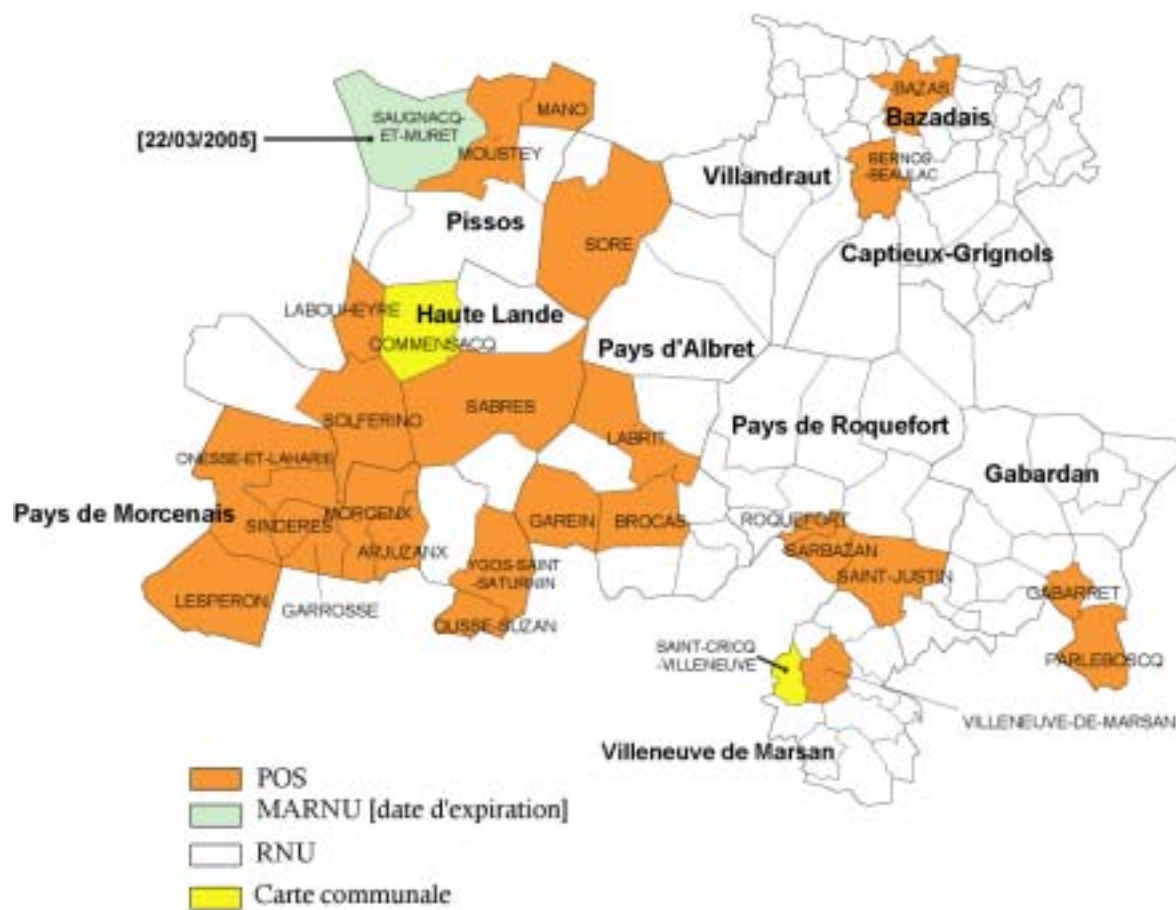 BAZAS
Bazadais
MANO
SAUGNACQ-
ET-MURET
[22/03/2005]
MOUSTEY
BERNOS
-BEAULAC
Villandraut
Pissos
SORE
Captieux-Grignols
LABOUHEYRE
Haute Lande
COMMENSACQ
Pays d'Albret
SABRES
SOLFERINO
Pays de Roquefort
LABRIT
ONESSE-ET-LAHARIE
Gabardan
Pays de Morcenais
MORCENX
SINDERES
GAREIN
BROCAS
ROQUEFORT
ARJUZANX
SARBAZAN
YGOS-SAINT
-SATURNIN
SAINT-JUSTIN
GABARRET
LESPERON
GARROSSE
OUSSE-SUZAN
SAINT-CRICQ
-VILLENEUVE
PARLEBOSCQ
VILLENEUVE-DE-MARSAN
Villeneuve de Marsan
POS
MARNU [date d'expiration]
RNU
Carte communale